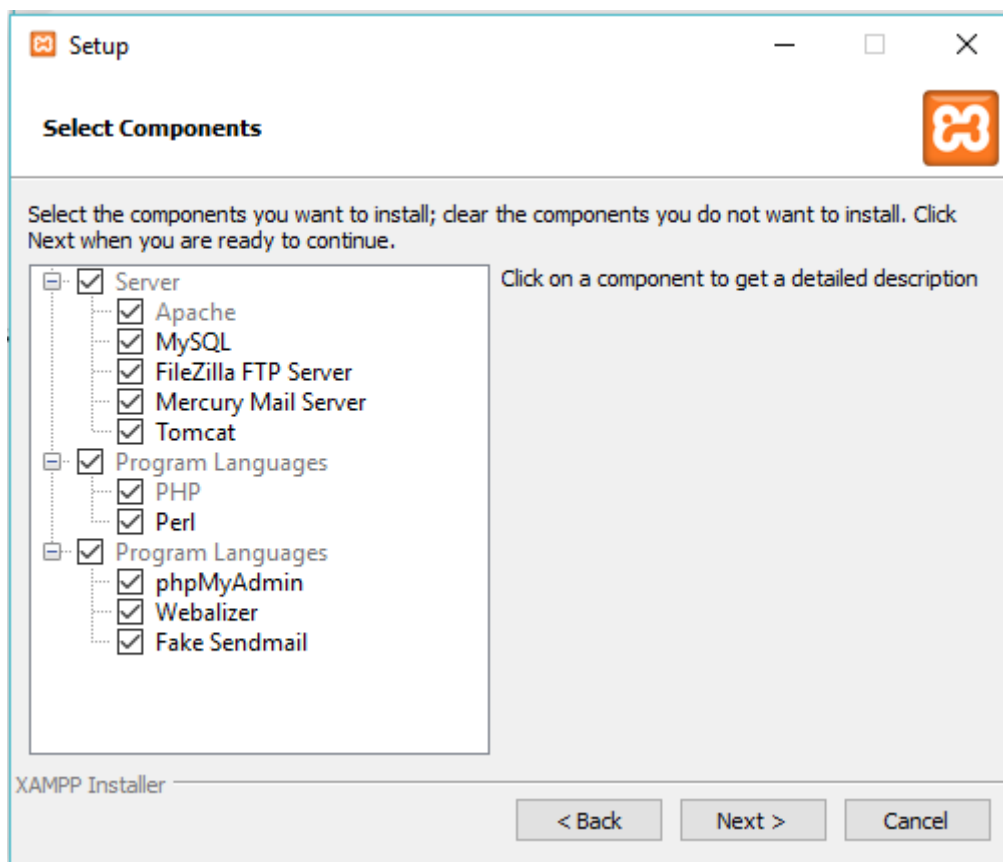 Setup
Select Components
Select the components you want to install; clear the components you do not want to install. Click
Next when you are ready to continue.
Server
Apache
MySQL
FileZilla FTP Server
Mercury Mail Server
Tomcat
Program Languages
PHP
Perl
Program Languages
phpMyAdmin
Webalizer
Fake Sendmail
Click on a component to get a detailed description
XAMPP Installer
< Back
Next >
Cancel